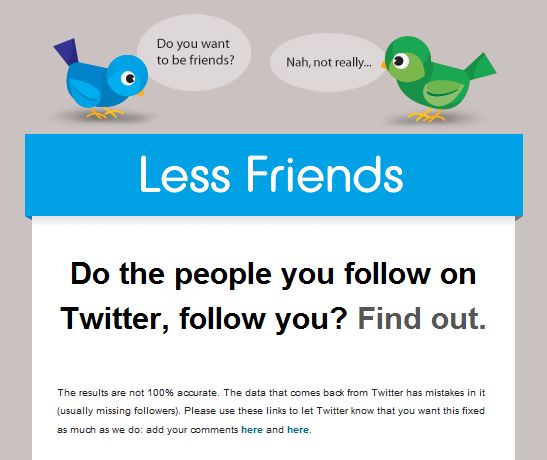 Do you want
to be friends?
Nah, not really...
Less Friends
Do the people you follow on
Twitter, follow you? Find out.
The results are not 100% accurate. The data that comes back from Twitter has mistakes in it
(usually missing followers). Please use these links to let Twitter know that you want this fixed
as much as we do: add your comments here and here.